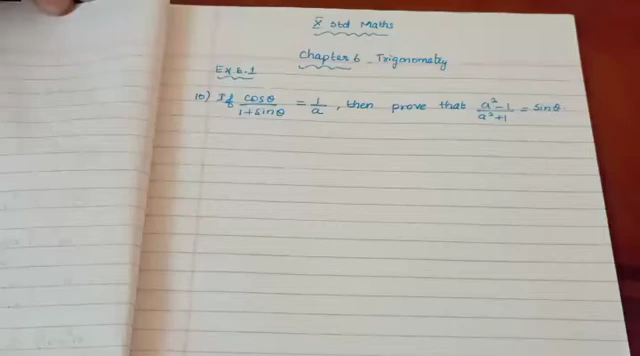 X Std Maths
Chapter 6 - Trigonometry
Ex 6.1
10) If cosθ/1+sinθ = 1/a, then prove that a²-1/a²+1 = sinθ.